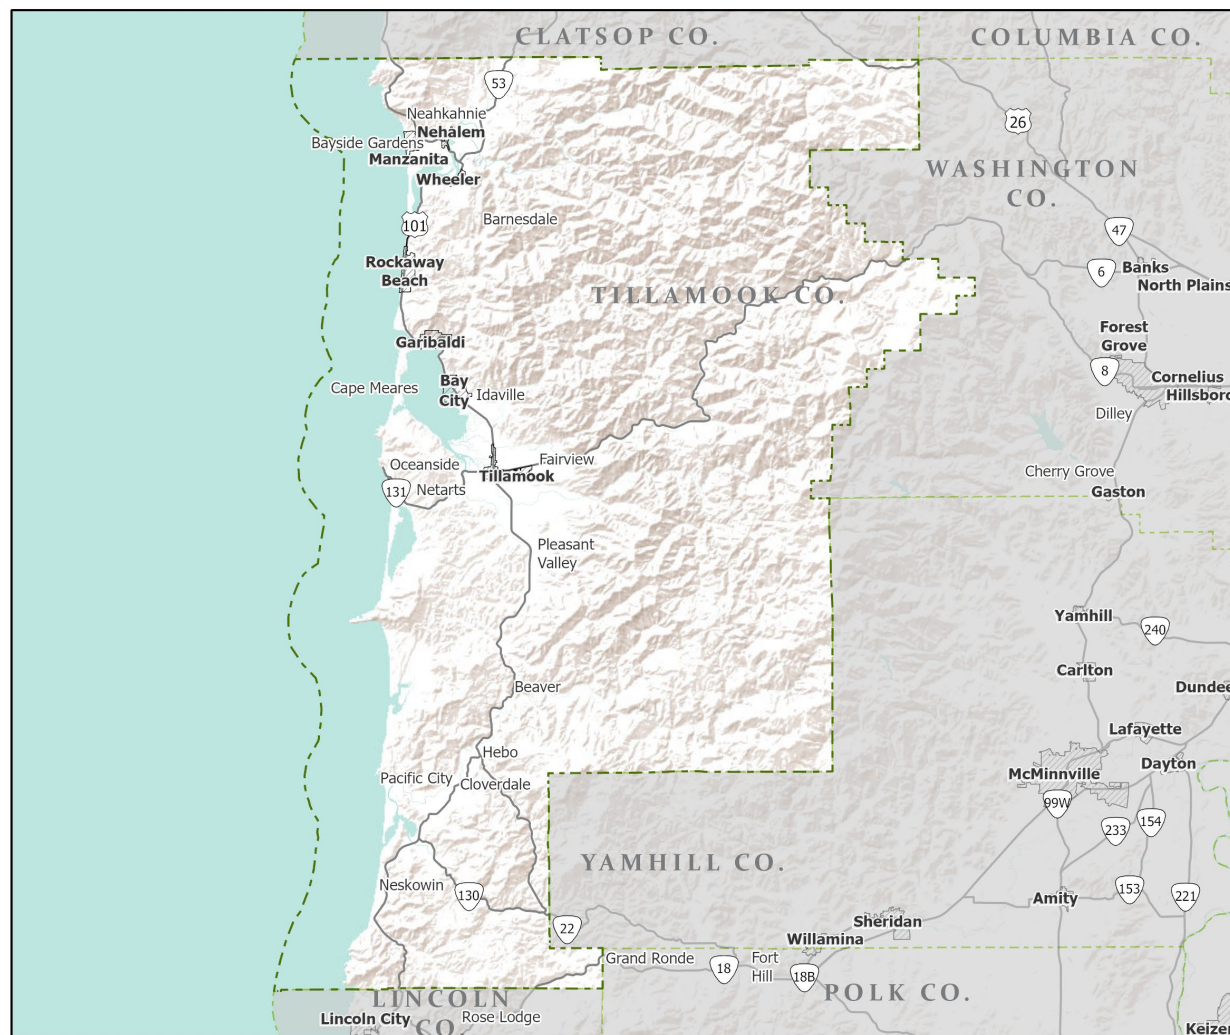 CLATSOP CO.
COLUMBIA CO.
53
Neahkahnie
26
Nehalem
Bayside Gardens
Manzanita
Wheeler
WASHINGTON
CO.
Barnesdale
101
47
Rockaway
Beach
6
Banks
North Plains
TILLAMOOK CO.
Garibaldi
Forest
Grove
8
Cape Meares
Bay
City
Idaville
Cornelius
Hillsboro
Dilley
Oceanside
Fairview
Tillamook
Cherry Grove
131
Netarts
Gaston
Pleasant
Valley
Yamhill
240
Carlton
Beaver
Dundee
Lafayette
Hebo
Pacific City
Cloverdale
McMinnville
Dayton
99W
233
154
YAMHILL CO.
Neskowin
130
Amity
153
221
22
Sheridan
Willamina
Grand Ronde
18
Fort
Hill
18B
POLK CO.
LINCOLN
CO.
Lincoln City
Rose Lodge
Keizer